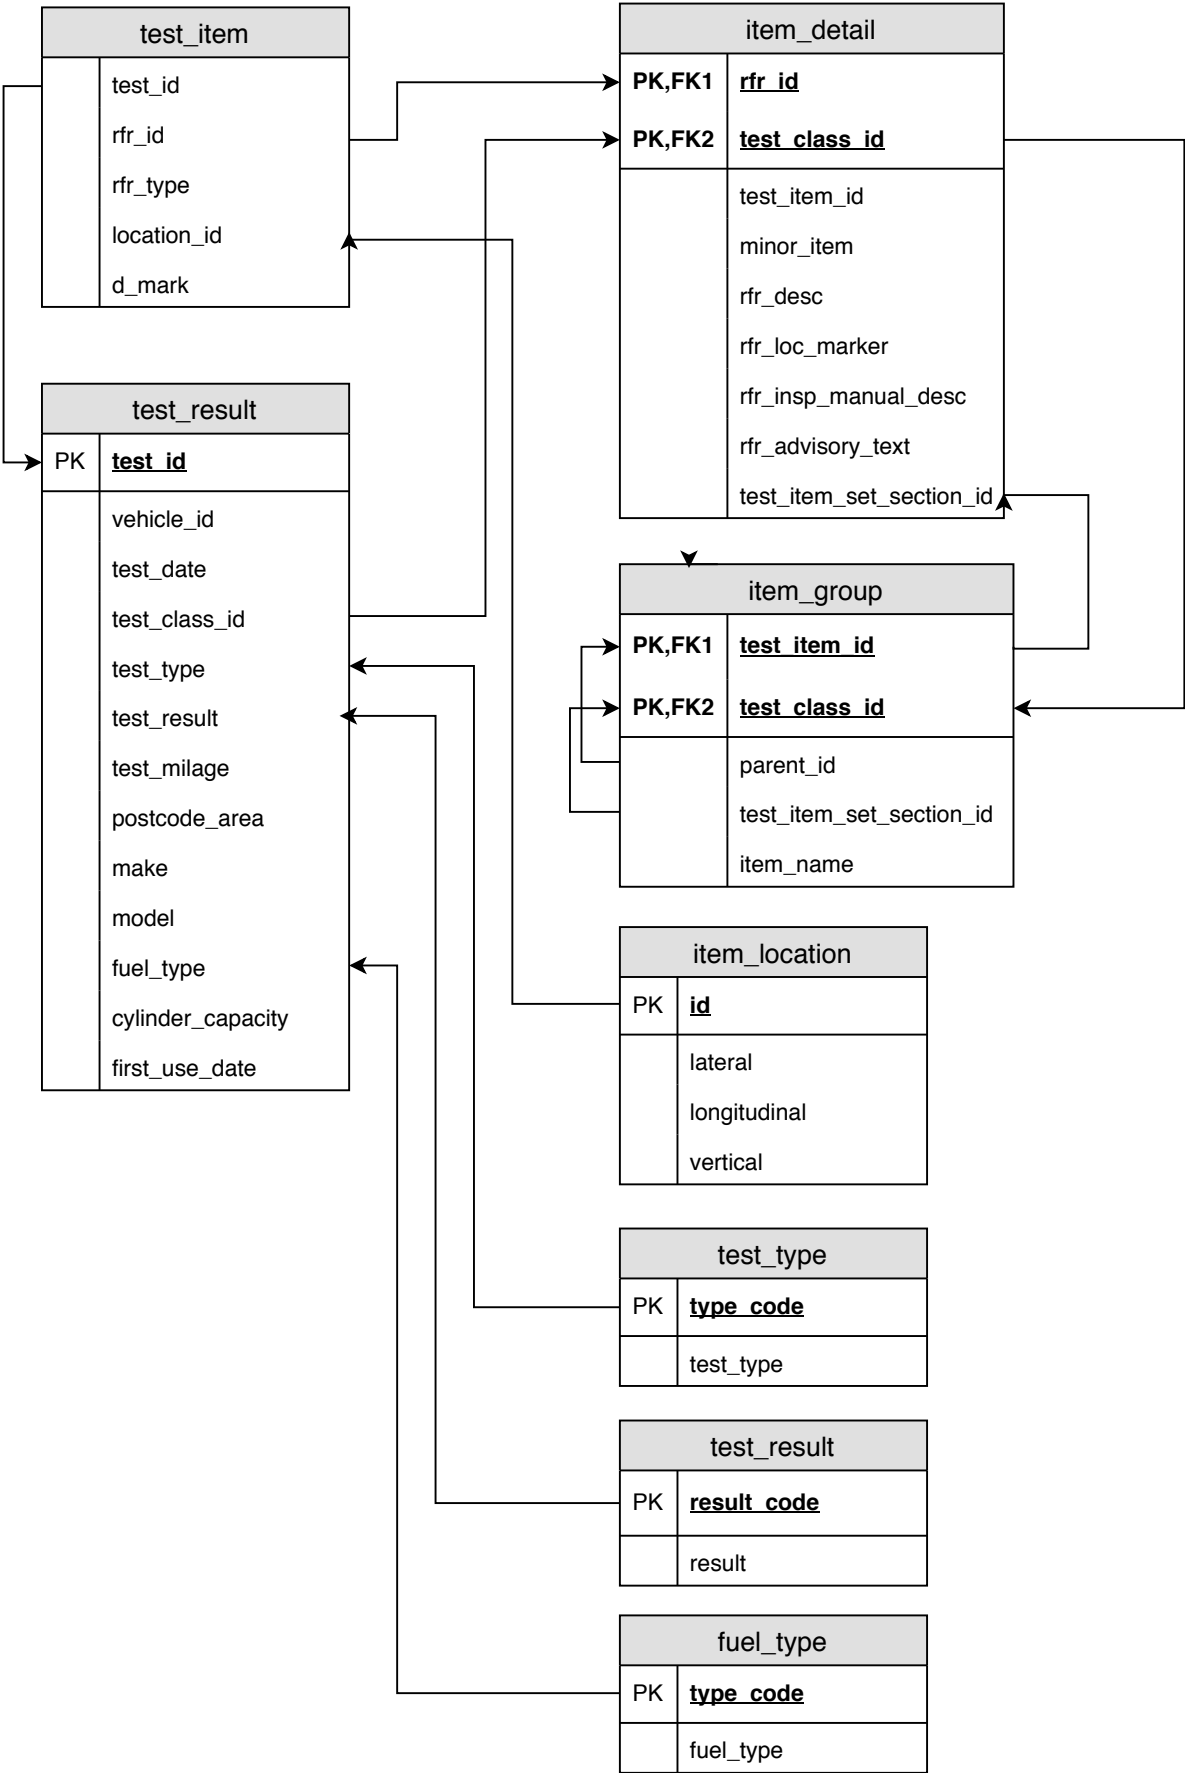 test_item
test_id
rfr_id
rfr_type
location_id
d_mark
test_result
PK test_id
vehicle_id
test_date
test_class_id
test_type
test_result
test_milage
postcode_area
make
model
fuel_type
cylinder_capacity
first_use_date
item_detail
PK,FK1 rfr_id
PK,FK2 test_class_id
test_item_id
minor_item
rfr_desc
rfr_loc_marker
rfr_insp_manual_desc
rfr_advisory_text
test_item_set_section_id
item_group
PK,FK1 test_item_id
PK,FK2 test_class_id
parent_id
test_item_set_section_id
item_name
item_location
PK id
lateral
longitudinal
vertical
test_type
PK type_code
test_type
test_result
PK result_code
result
fuel_type
PK type_code
fuel_type